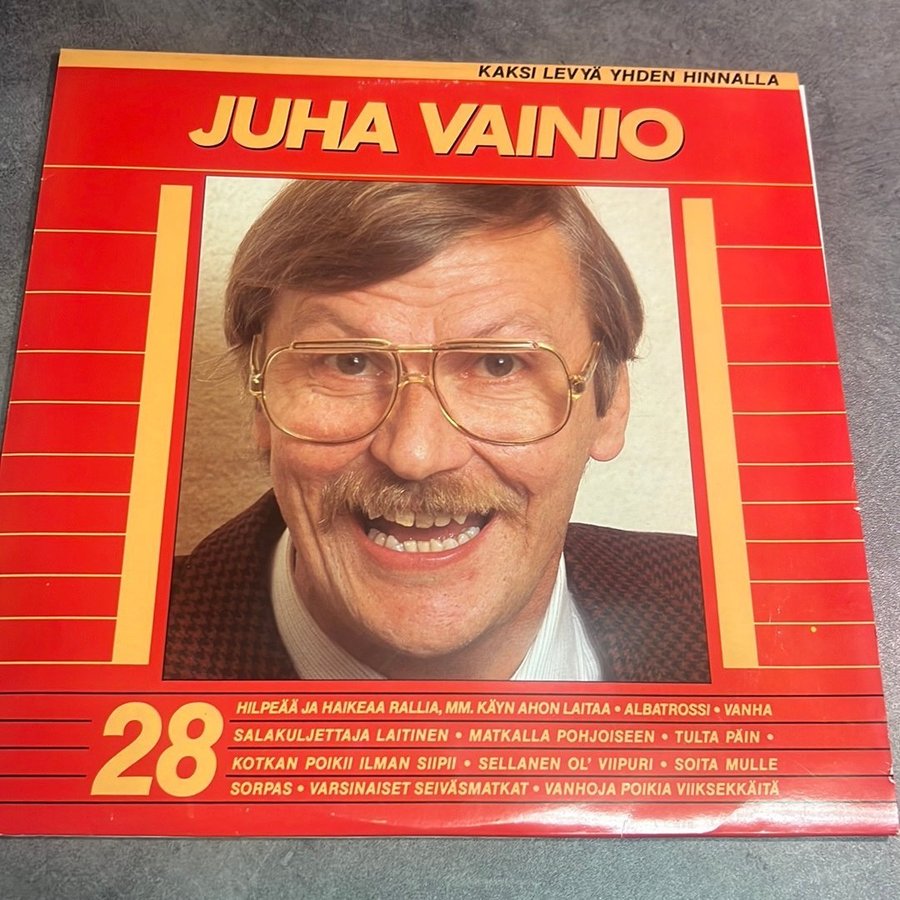 KAKSI LEVYÄ YHDEN HINNALLA
JUHA VAINIO
28
HILPEÄÄ JA HAIKEAA RALLIA, MM. KÄYN AHON LAITAA • ALBATROSSI • VANHA
SALAKULJETTAJA LAITINEN • MATKALLA POHJOISEEN • TULTA PÄIN •
KOTKAN POIKII ILMAN SIIPII • SELLANEN OL' VIIPURI • SOITA MULLE
SORPAS • VARSINAISET SEIVÄSMATKAT • VANHOJA POIKIA VIIKSEKKÄITÄ